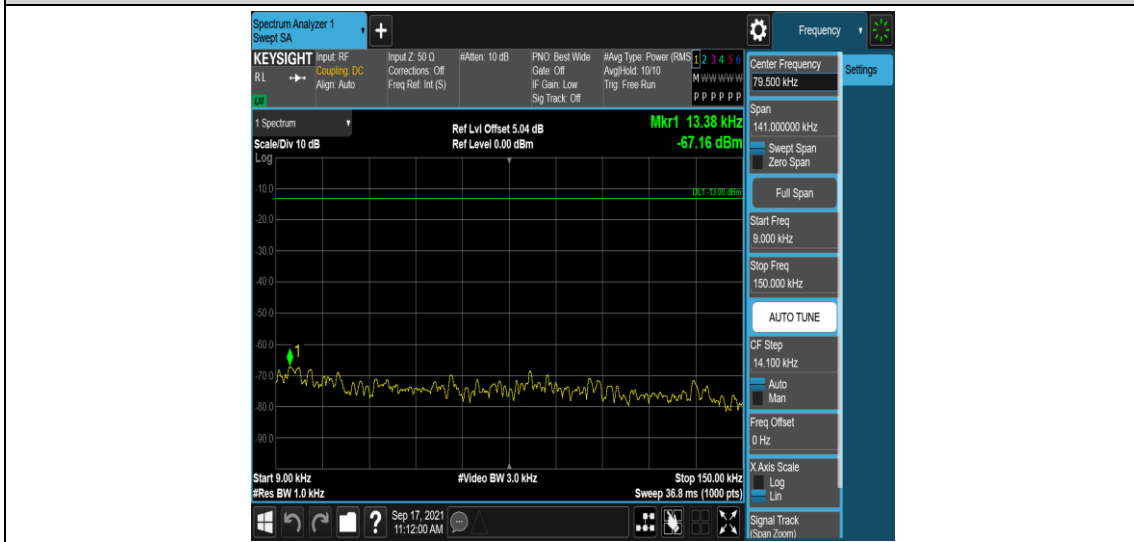 Spectrum Analyzer 1
Swept SA
+
Frequency
KEYSIGHT
RL
LXI
Input: RF
Coupling: DC
Align: Auto
Input Z: 50 Ω
Corrections: Off
Freq Ref: Int (S)
#Atten: 10 dB
PNO: Best Wide
Gate: Off
IF Gain: Low
Sig Track: Off
#Avg Type: Power (RMS
Avg|Hold: 10/10
Trig: Free Run
1 2 3 4 5 6
M W W W W W
P P P P P P
1 Spectrum
Scale/Div 10 dB
Log
Ref Lvl Offset 5.04 dB
Ref Level 0.00 dBm
Mkr1 13.38 kHz
-67.16 dBm
DL1 -13.00 dBm
-10.0
-20.0
-30.0
-40.0
-50.0
-60.0
-70.0
-80.0
-90.0
1
Start 9.00 kHz
#Res BW 1.0 kHz
#Video BW 3.0 kHz
Stop 150.00 kHz
Sweep 36.8 ms (1000 pts)
?
Sep 17, 2021
11:12:00 AM
Center Frequency
79.500 kHz
Span
141.000000 kHz
Swept Span
Zero Span
Full Span
Start Freq
9.000 kHz
Stop Freq
150.000 kHz
AUTO TUNE
CF Step
14.100 kHz
Auto
Man
Freq Offset
0 Hz
X Axis Scale
Log
Lin
Signal Track
(Span Zoom)
Settings